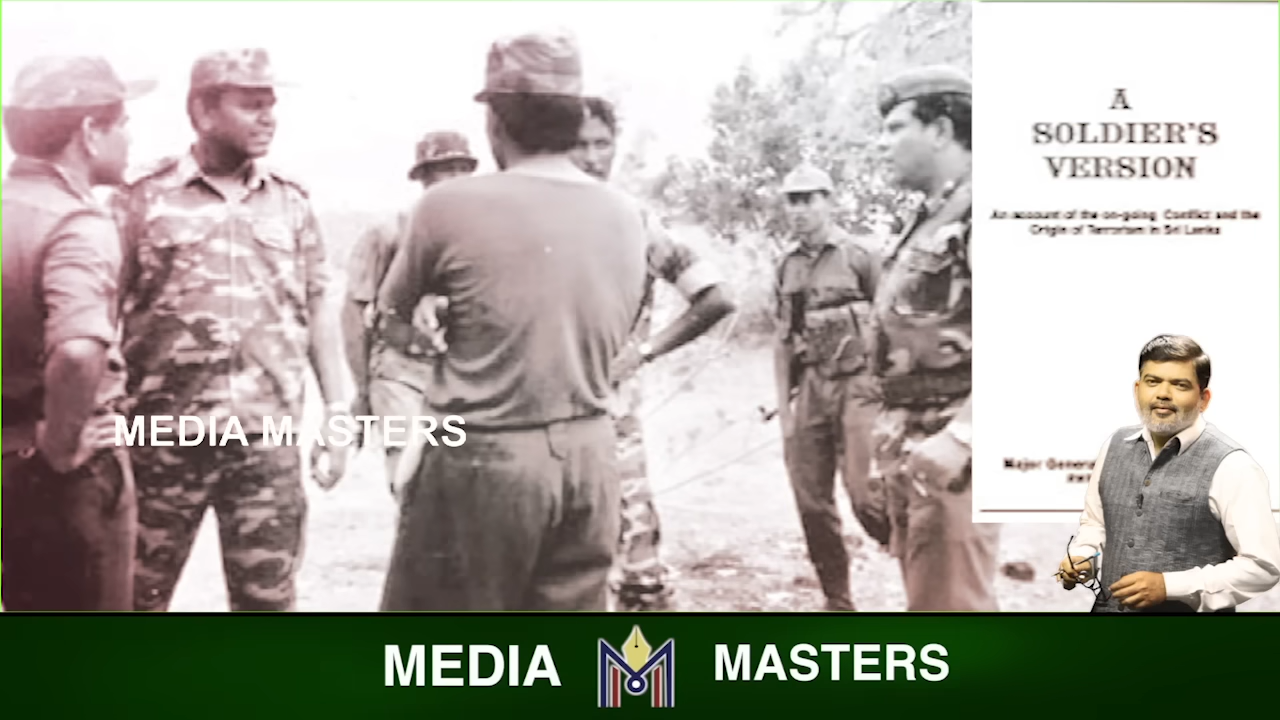 A
SOLDIER'S
VERSION
An account of the on-going Conflict and the
Origin of Terrorism in Sri Lanka
Major
MEDIA MASTERS
MEDIA MASTERS